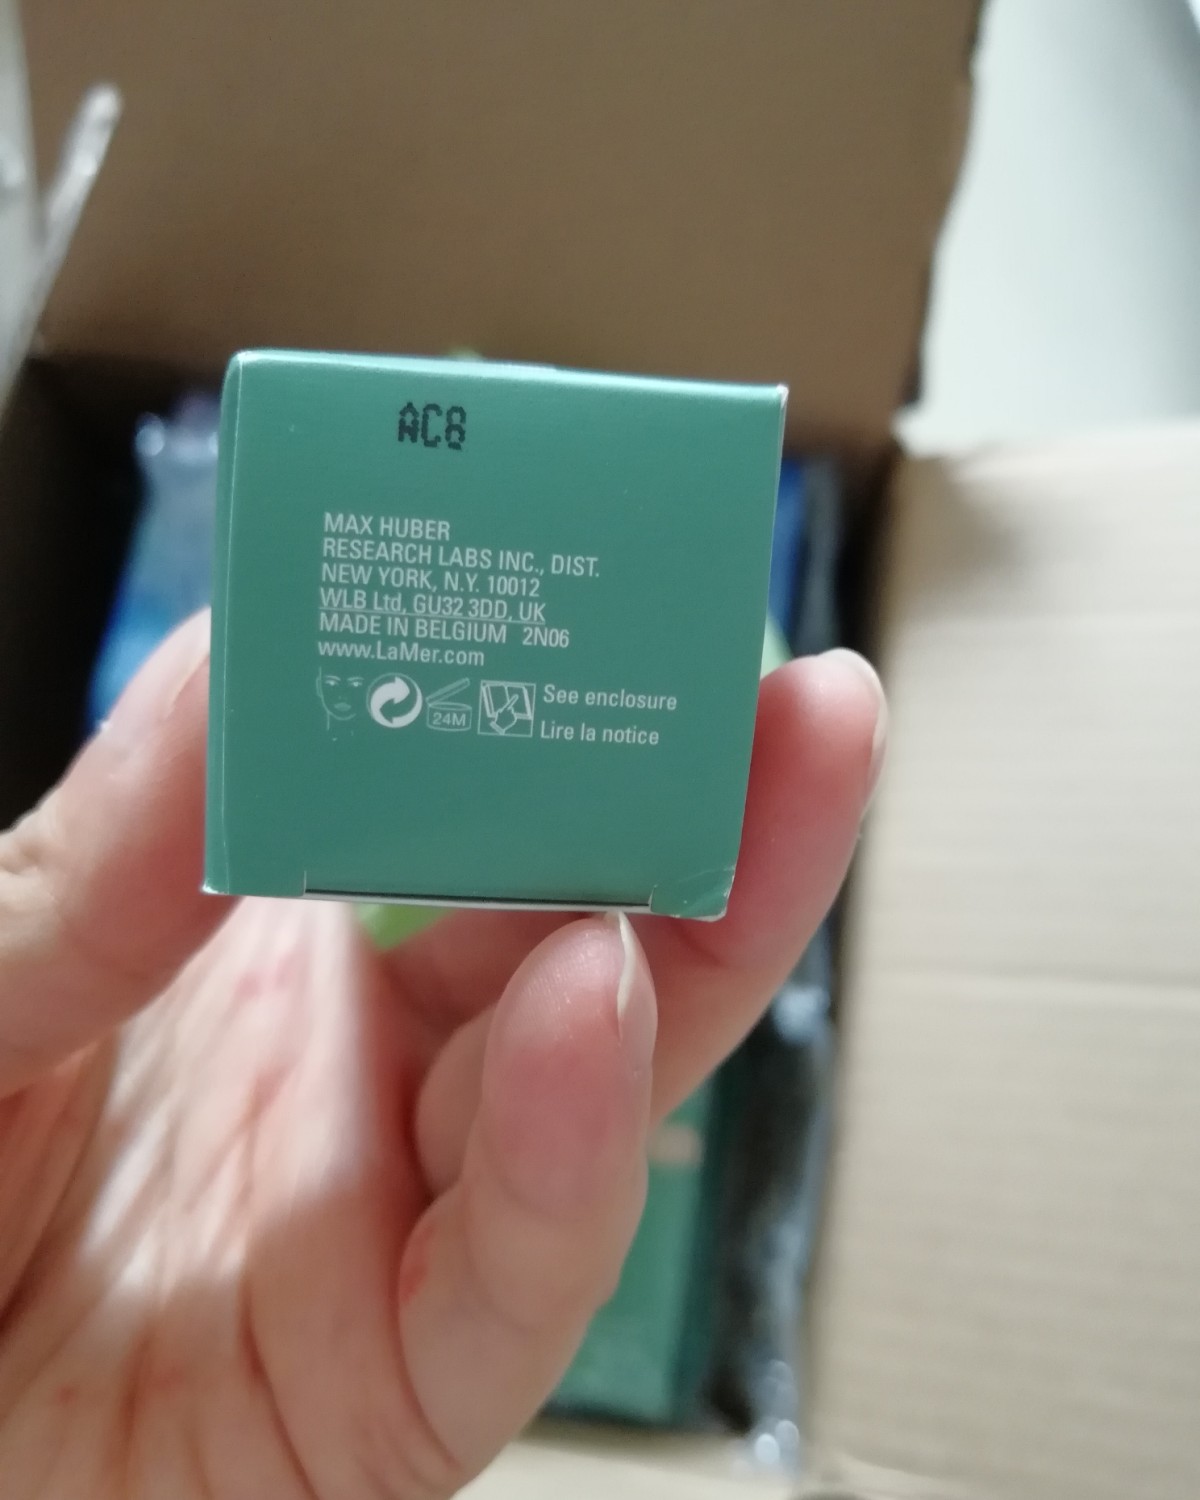 AC8
MAX HUBER
RESEARCH LABS INC., DIST.
NEW YORK, N.Y. 10012
WLB Ltd, GU32 3DD, UK
MADE IN BELGIUM 2N06
www.LaMer.com
24M
See enclosure
Lire la notice